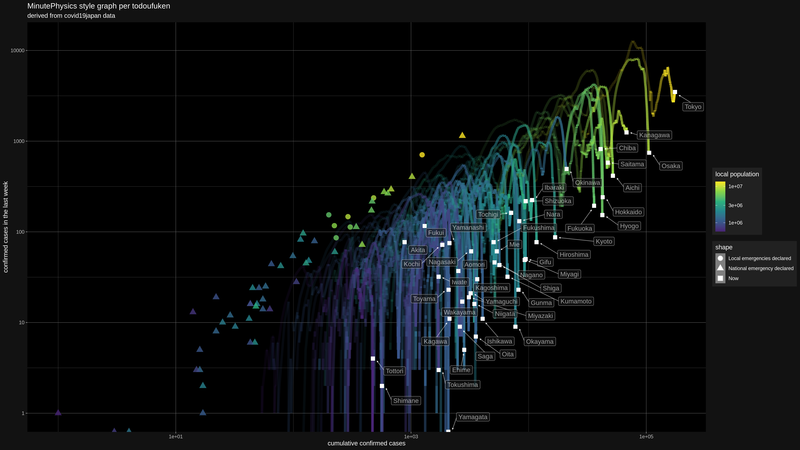 MinutePhysics style graph per todoufuken
derived from covid19japan data
confirmed cases in the last week
10000
1000
100
10
1
1e+01
1e+03
1e+05
cumulative confirmed cases
Tokyo
Kanagawa
Chiba
Osaka
Saitama
Aichi
Okinawa
Ibaraki
Shizuoka
Hokkaido
Tochigi
Nara
Hyogo
Fukuoka
Fukushima
Yamanashi
Fukui
Kyoto
Mie
Akita
Hiroshima
Nagasaki
Aomori
Gifu
Kochi
Nagano
Miyagi
Iwate
Kagoshima
Shiga
Toyama
Yamaguchi
Gunma
Kumamoto
Wakayama
Niigata
Miyazaki
Kagawa
Ishikawa
Okayama
Saga
Oita
Tottori
Ehime
Tokushima
Shimane
Yamagata
local population
1e+07
3e+06
1e+06
shape
Local emergencies declared
National emergency declared
Now